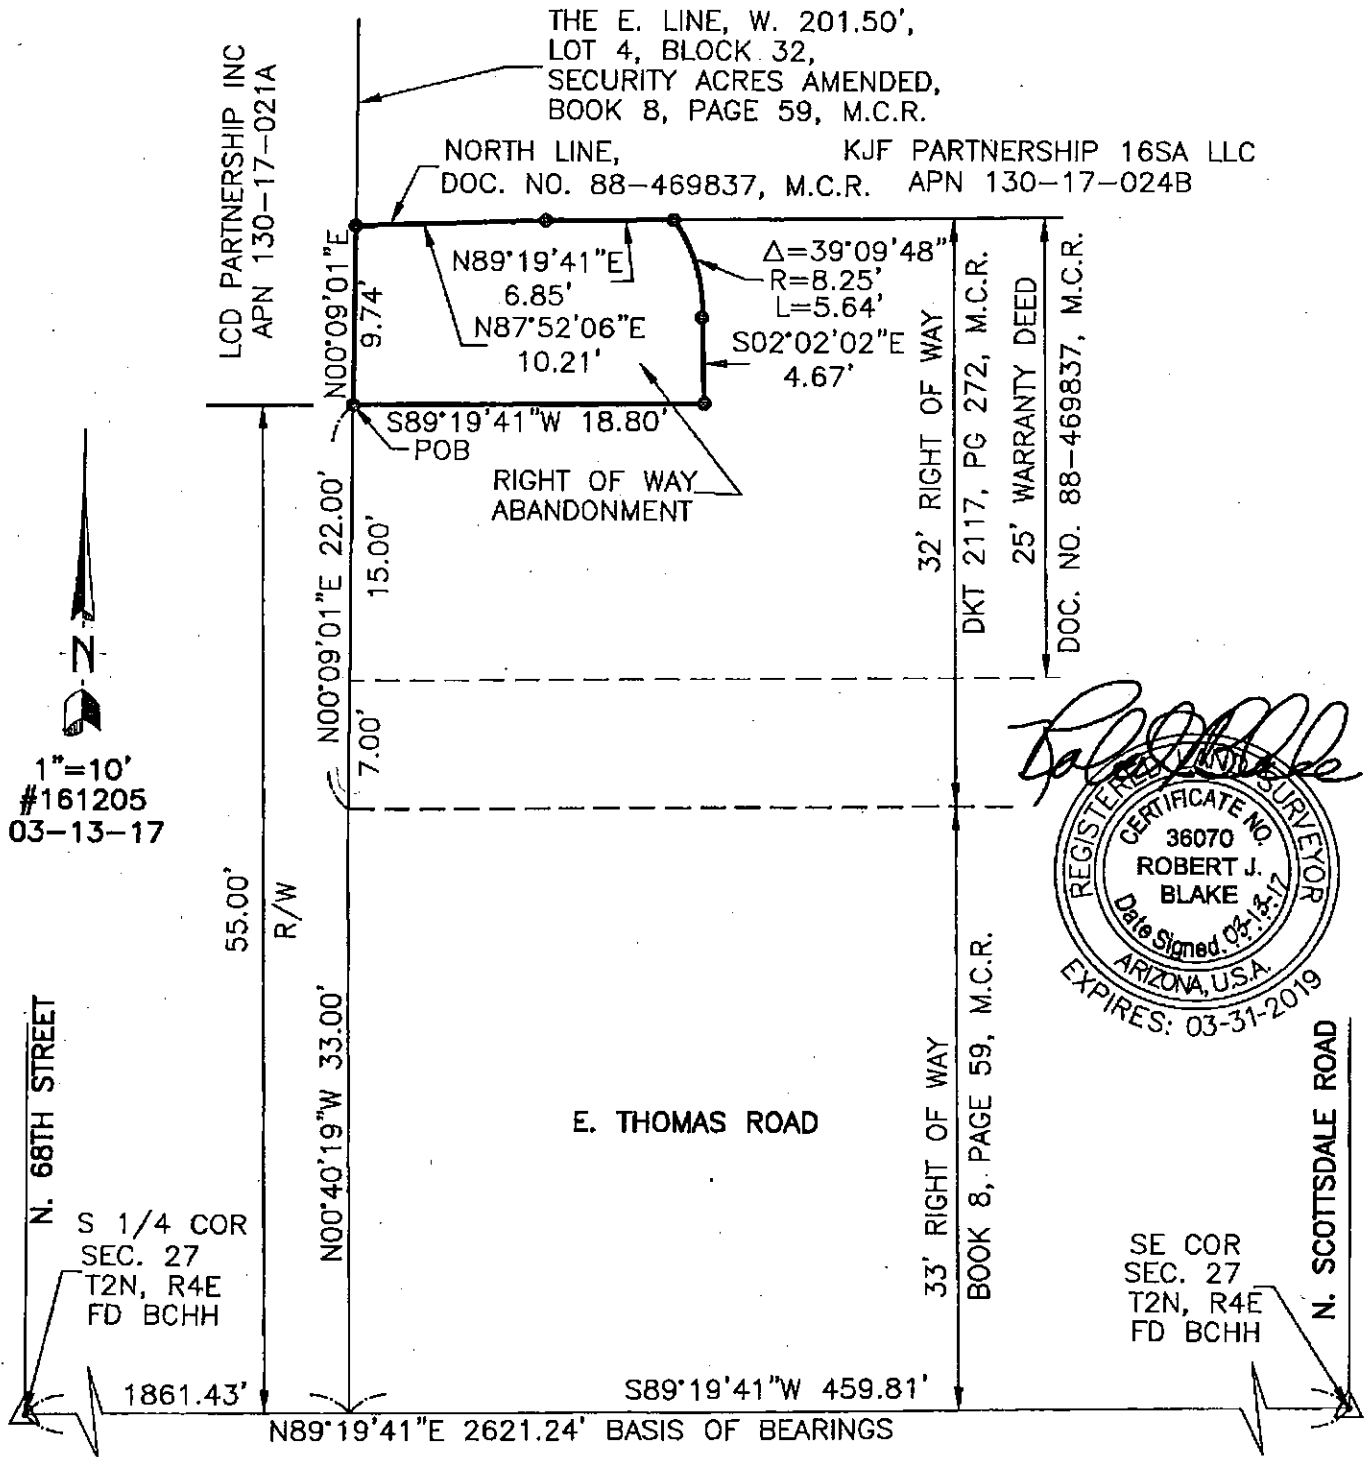 THE E. LINE, W. 201.50',
LOT 4, BLOCK 32,
SECURITY ACRES AMENDED,
BOOK 8, PAGE 59, M.C.R.
LCD PARTNERSHIP INC
APN 130-17-021A
NORTH LINE,
DOC. NO. 88-469837, M.C.R.
KJF PARTNERSHIP 16SA LLC
APN 130-17-024B
N00°09'01"E
9.74'
N89°19'41"E
6.85'
N87°52'06"E
10.21'
Δ=39°09'48"
R=8.25'
L=5.64'
S02°02'02"E
4.67'
S89°19'41"W 18.80'
POB
RIGHT OF WAY
ABANDONMENT
32' RIGHT OF WAY
DKT 2117, PG 272, M.C.R.
25' WARRANTY DEED
DOC. NO. 88-469837, M.C.R.
N00°09'01"E 22.00'
15.00'
7.00'
N
1"=10'
#161205
03-13-17
55.00'
R/W
N00°40'19"W 33.00'
E. THOMAS ROAD
33' RIGHT OF WAY
BOOK 8, PAGE 59, M.C.R.
REGISTERED LAND SURVEYOR
CERTIFICATE NO.
36070
ROBERT J.
BLAKE
Date Signed 03-13-17
ARIZONA, U.S.A.
EXPIRES: 03-31-2019
N. 68TH STREET
N. SCOTTSDALE ROAD
S 1/4 COR
SEC. 27
T2N, R4E
FD BCHH
SE COR
SEC. 27
T2N, R4E
FD BCHH
1861.43'
S89°19'41"W 459.81'
N89°19'41"E 2621.24' BASIS OF BEARINGS